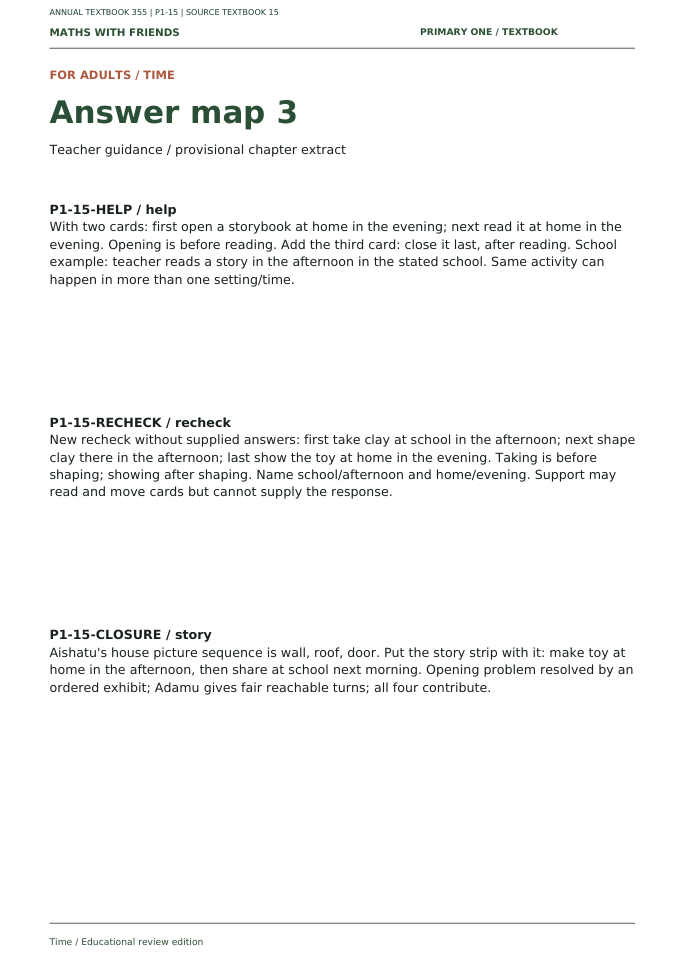 ANNUAL TEXTBOOK 355 | P1-15 | SOURCE TEXTBOOK 15
MATHS WITH FRIENDS
PRIMARY ONE / TEXTBOOK
FOR ADULTS / TIME
Answer map 3
Teacher guidance / provisional chapter extract
P1-15-HELP / help
With two cards: first open a storybook at home in the evening; next read it at home in the
evening. Opening is before reading. Add the third card: close it last, after reading. School
example: teacher reads a story in the afternoon in the stated school. Same activity can
happen in more than one setting/time.
P1-15-RECHECK / recheck
New recheck without supplied answers: first take clay at school in the afternoon; next shape
clay there in the afternoon; last show the toy at home in the evening. Taking is before
shaping; showing after shaping. Name school/afternoon and home/evening. Support may
read and move cards but cannot supply the response.
P1-15-CLOSURE / story
Aishatu's house picture sequence is wall, roof, door. Put the story strip with it: make toy at
home in the afternoon, then share at school next morning. Opening problem resolved by an
ordered exhibit; Adamu gives fair reachable turns; all four contribute.
Time / Educational review edition